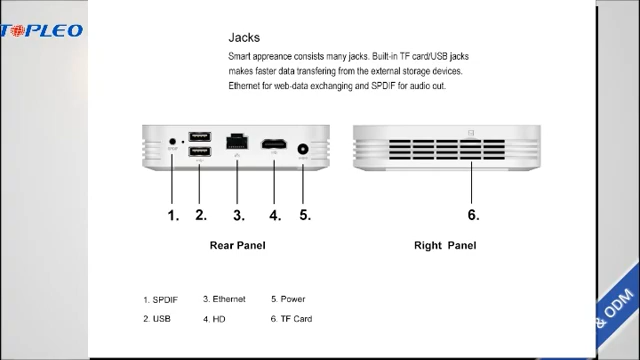 TOPLEO
Jacks
Smart appreance consists many jacks. Built-in TF card/USB jacks
makes faster data transfering from the external storage devices.
Ethernet for web-data exchanging and SPDIF for audio out.
1. 2. 3. 4. 5. 6.
Rear Panel Right Panel
1. SPDIF 3. Ethernet 5. Power
2. USB 4. HD 6. TF Card
& ODM